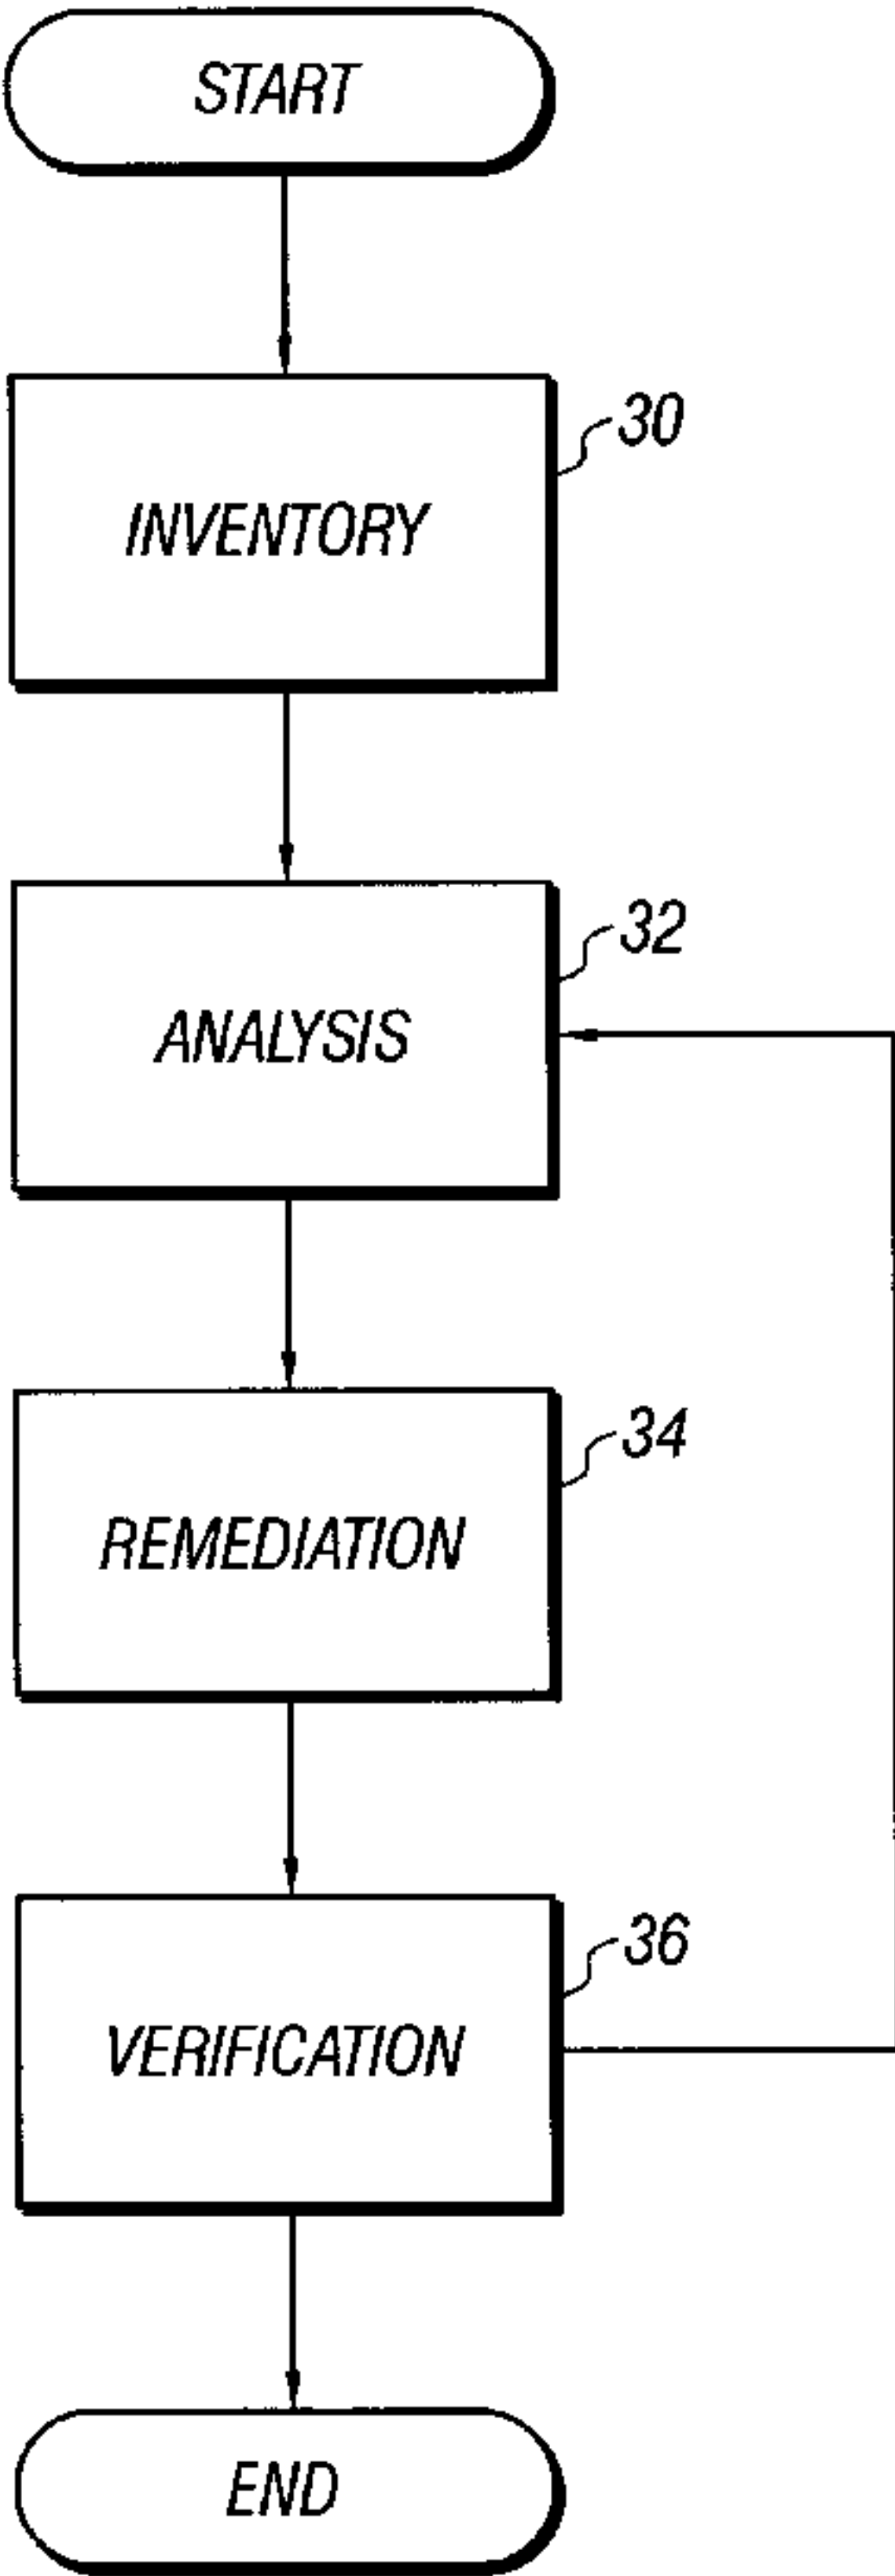 START
30
INVENTORY
32
ANALYSIS
34
REMEDIATION
36
VERIFICATION
END